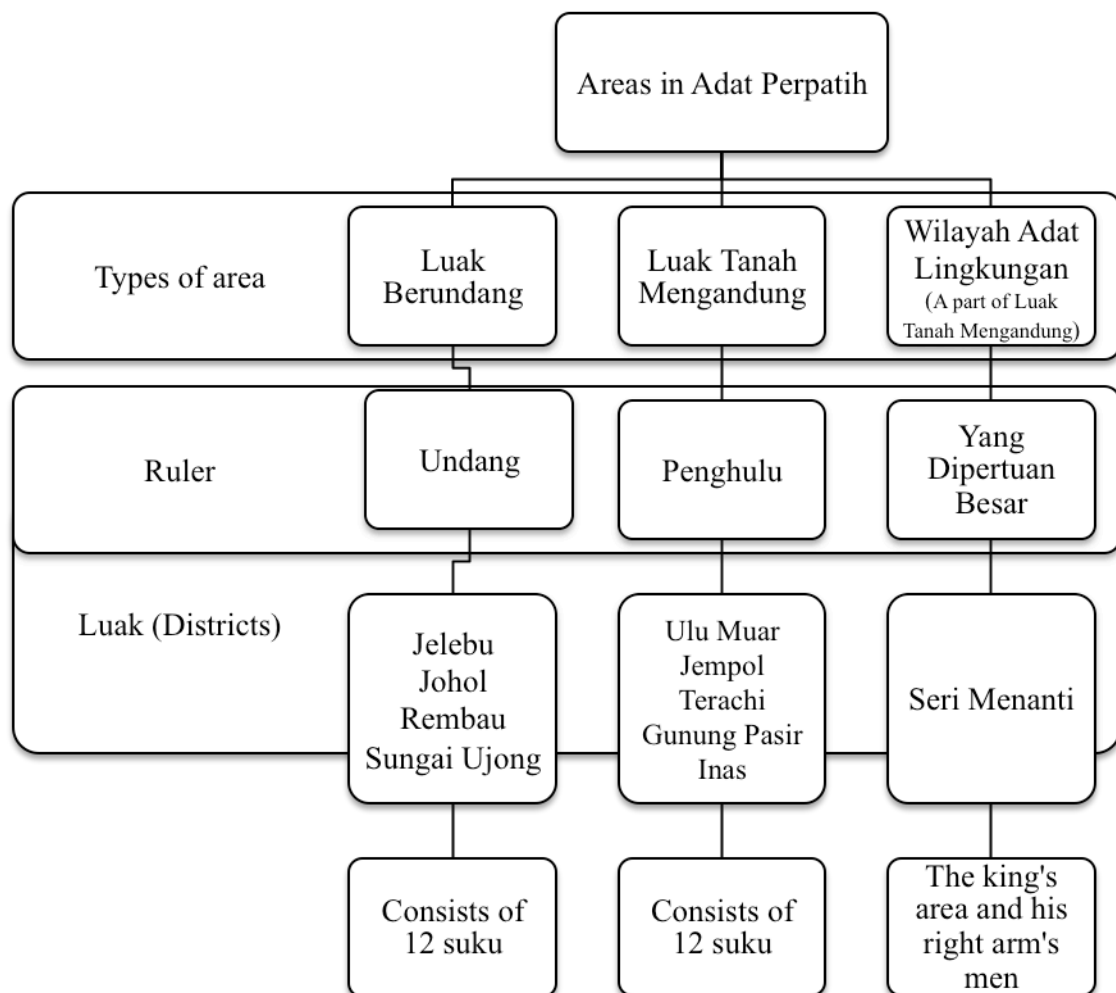 Areas in Adat Perpatih
Types of area
Luak
Berundang
Luak Tanah
Mengandung
Wilayah Adat
Lingkungan
(A part of Luak
Tanah Mengandung)
Ruler
Undang
Penghulu
Yang
Dipertuan
Besar
Luak (Districts)
Jelebu
Johol
Rembau
Sungai Ujong
Ulu Muar
Jempol
Terachi
Gunung Pasir
Inas
Seri Menanti
Consists of
12 suku
Consists of
12 suku
The king's
area and his
right arm's
men